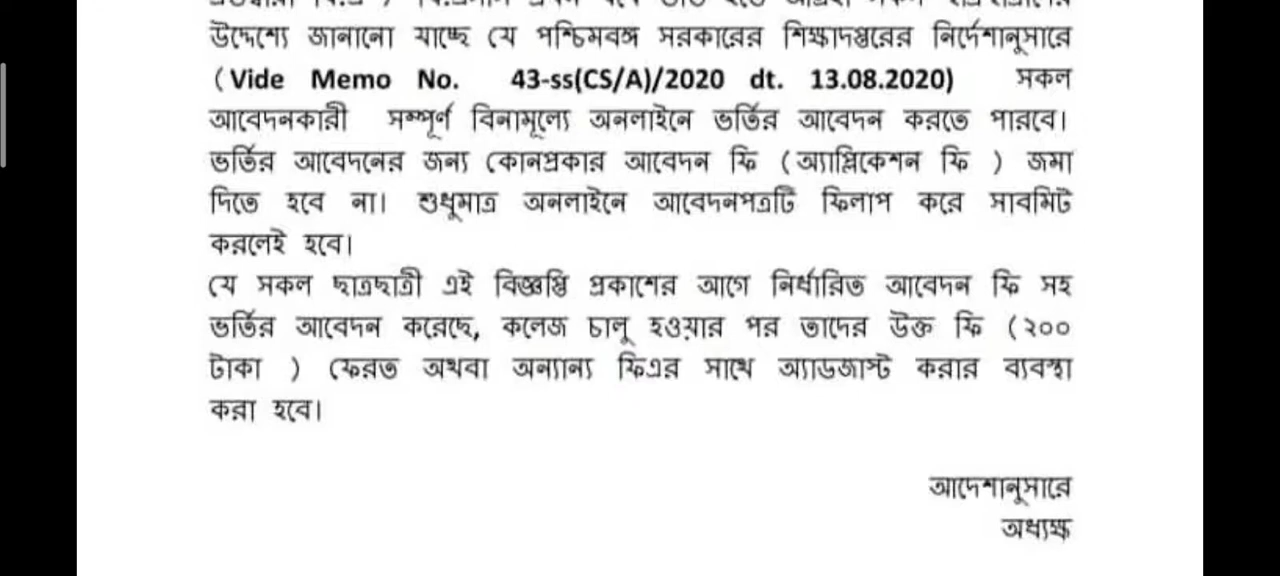 উদ্দেশ্যে জানানো যাচ্ছে যে পশ্চিমবঙ্গ সরকারের শিক্ষাদপ্তরের নির্দেশানুসারে
(Vide Memo No. 43-ss(CS/A)/2020 dt. 13.08.2020) সকল
আবেদনকারী সম্পূর্ণ বিনামূল্যে অনলাইনে ভর্তির আবেদন করতে পারবে।
ভর্তির আবেদনের জন্য কোনপ্রকার আবেদন ফি (অ্যাপ্লিকেশন ফি ) জমা
দিতে হবে না। শুধুমাত্র অনলাইনে আবেদনপত্রটি ফিলাপ করে সাবমিট
করলেই হবে।
যে সকল ছাত্রছাত্রী এই বিজ্ঞপ্তি প্রকাশের আগে নির্ধারিত আবেদন ফি সহ
ভর্তির আবেদন করেছে, কলেজ চালু হওয়ার পর তাদের উক্ত ফি (২০০
টাকা ) ফেরত অথবা অন্যান্য ফিএর সাথে অ্যাডজাস্ট করার ব্যবস্থা
করা হবে।
আদেশানুসারে
অধ্যক্ষ